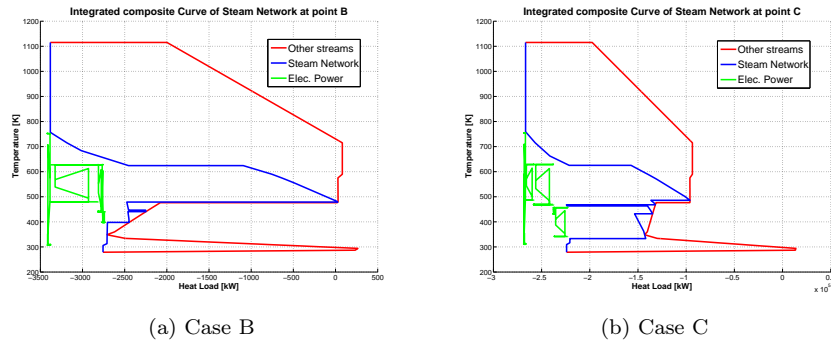 Integrated composite Curve of Steam Network at point B
1200
1100
1000
900
800
700
600
500
400
300
200
Temperature [K]
Other streams
Steam Network
Elec. Power
−3500 −3000 −2500 −2000 −1500 −1000 −500 0 500
Heat Load [kW]
(a) Case B
Integrated composite Curve of Steam Network at point C
1200
1100
1000
900
800
700
600
500
400
300
200
Temperature [K]
Other streams
Steam Network
Elec. Power
−3 −2.5 −2 −1.5 −1 −0.5 0 0.5
Heat Load [kW]
(b) Case C